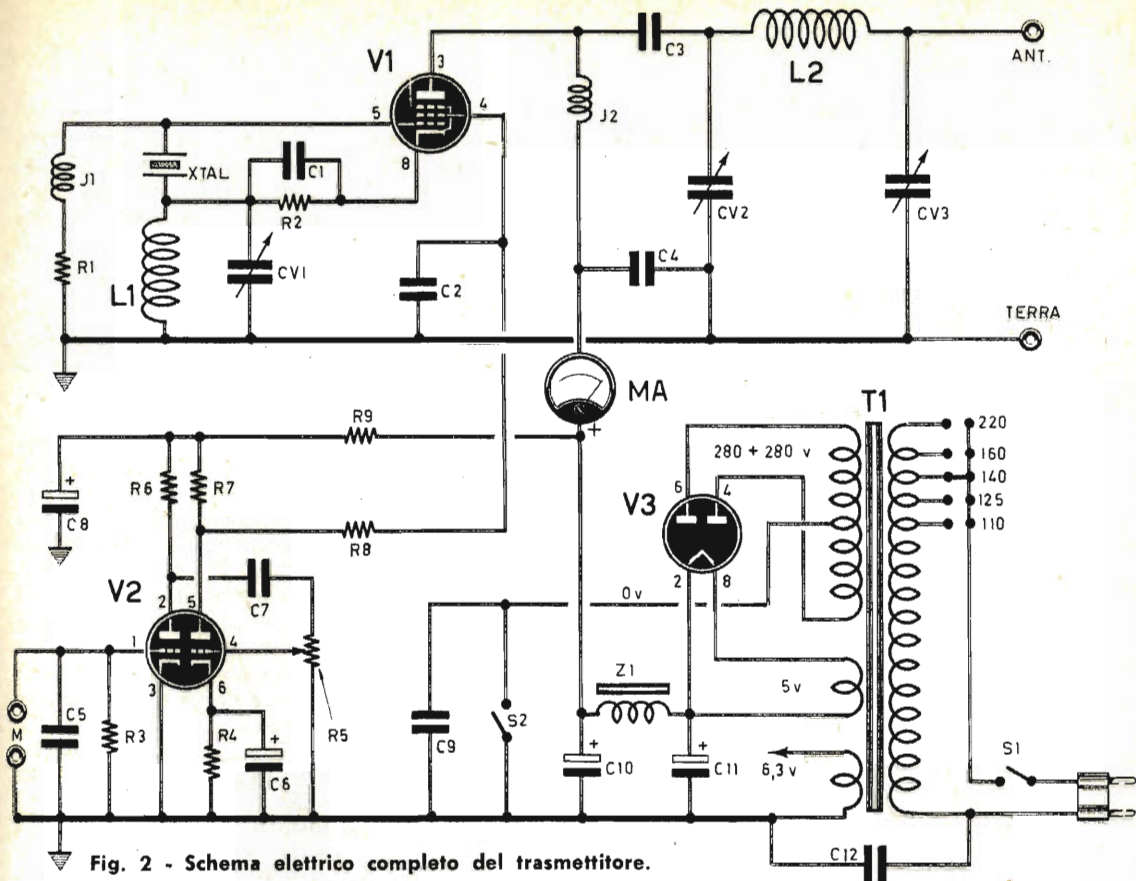 V1
3
5
4
8
C3
L2
ANT.
J2
J1
XTAL
C1
R2
CV2
CV3
R1
L1
CV1
C2
C4
TERRA
MA
+
T1
R9
280 + 280 v
220
160
140
125
110
R6
R7
V3
6
4
+
C8
R8
2
8
V2
2
5
C7
0v
1
4
Z1
5v
3
6
S2
M
C5
R3
R4
+
C6
R5
C9
+
C10
+
C11
6,3 v
S1
C12
Fig. 2 - Schema elettrico completo del trasmettitore.